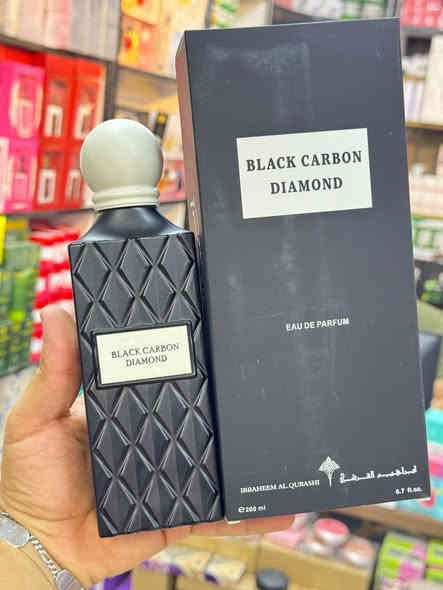 BLACK CARBON
DIAMOND
EAU DE PARFUM
IBRAHEEM AL.QURASHI
إبراهيم القرشي
℮200 ml
6.7 fl.oz.
BLACK CARBON
DIAMOND